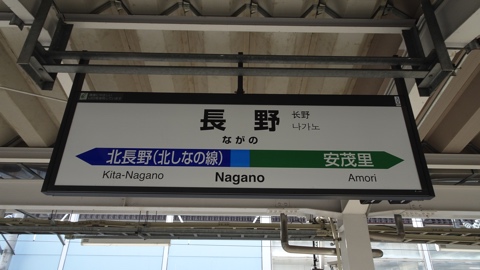 長野
长野
나가노
ながの
北長野(北しなの線)
安茂里
Kita-Nagano
Nagano
Amori